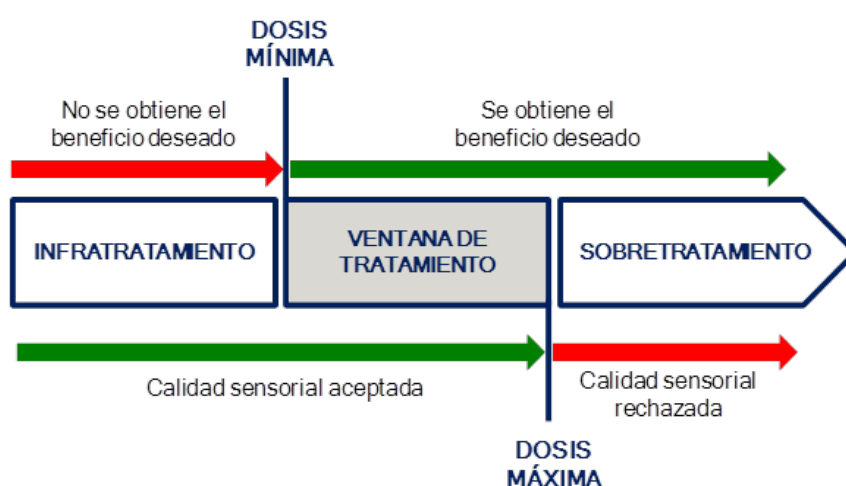 DOSIS
MÍNIMA
No se obtiene el
beneficio deseado
Se obtiene el
beneficio deseado
INFRATRATAMIENTO
VENTANA DE
TRATAMIENTO
SOBRETRATAMIENTO
Calidad sensorial aceptada
Calidad sensorial
rechazada
DOSIS
MÁXIMA